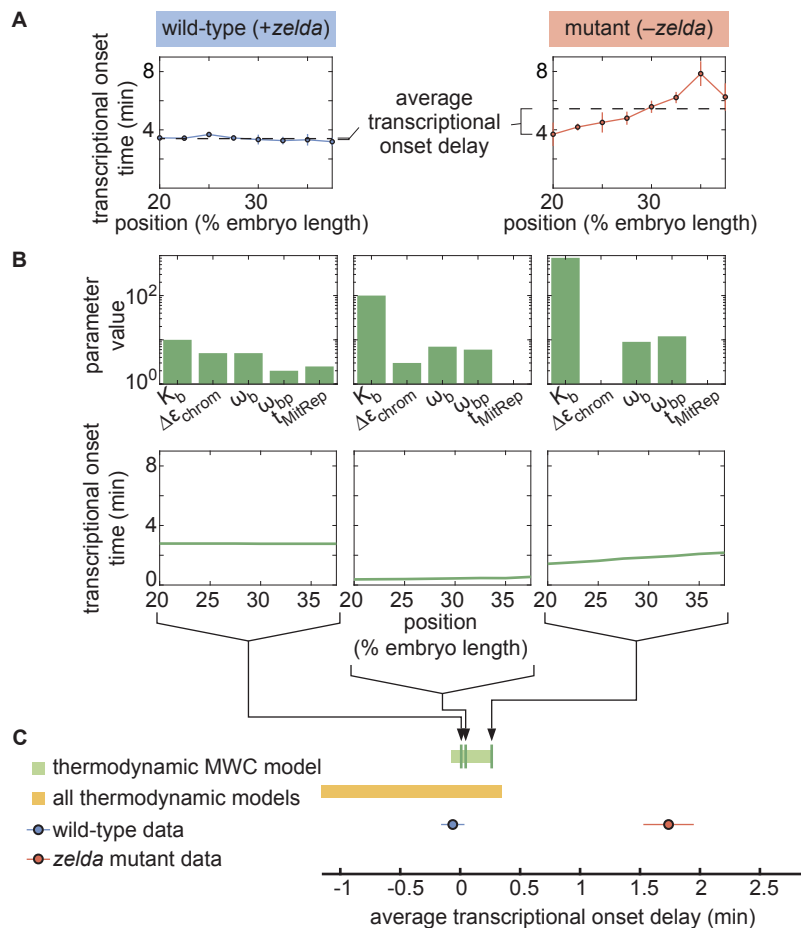 A
wild-type (+zelda)
mutant (–zelda)
transcriptional onset
time (min)
8
4
20
30
position (% embryo length)
average
transcriptional
onset delay
8
4
20
30
position (% embryo length)
B
parameter
value
10^2
10^0
K_b
Δε_chrom
ω_b
ω_bp
t_MitRep
K_b
Δε_chrom
ω_b
ω_bp
t_MitRep
K_b
Δε_chrom
ω_b
ω_bp
t_MitRep
transcriptional onset
time (min)
8
4
0
20 25 30 35
20 25 30 35
20 25 30 35
position
(% embryo length)
C
thermodynamic MWC model
all thermodynamic models
wild-type data
zelda mutant data
-1 -0.5 0 0.5 1 1.5 2 2.5
average transcriptional onset delay (min)